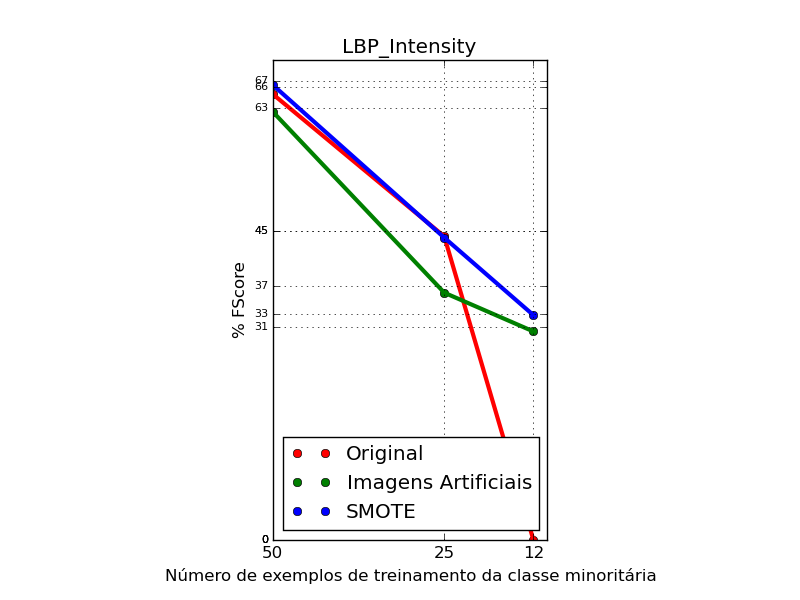 LBP_Intensity
67
66
63
45
37
33
31
0
% FScore
50 25 12
Original
Imagens Artificiais
SMOTE
Número de exemplos de treinamento da classe minoritária